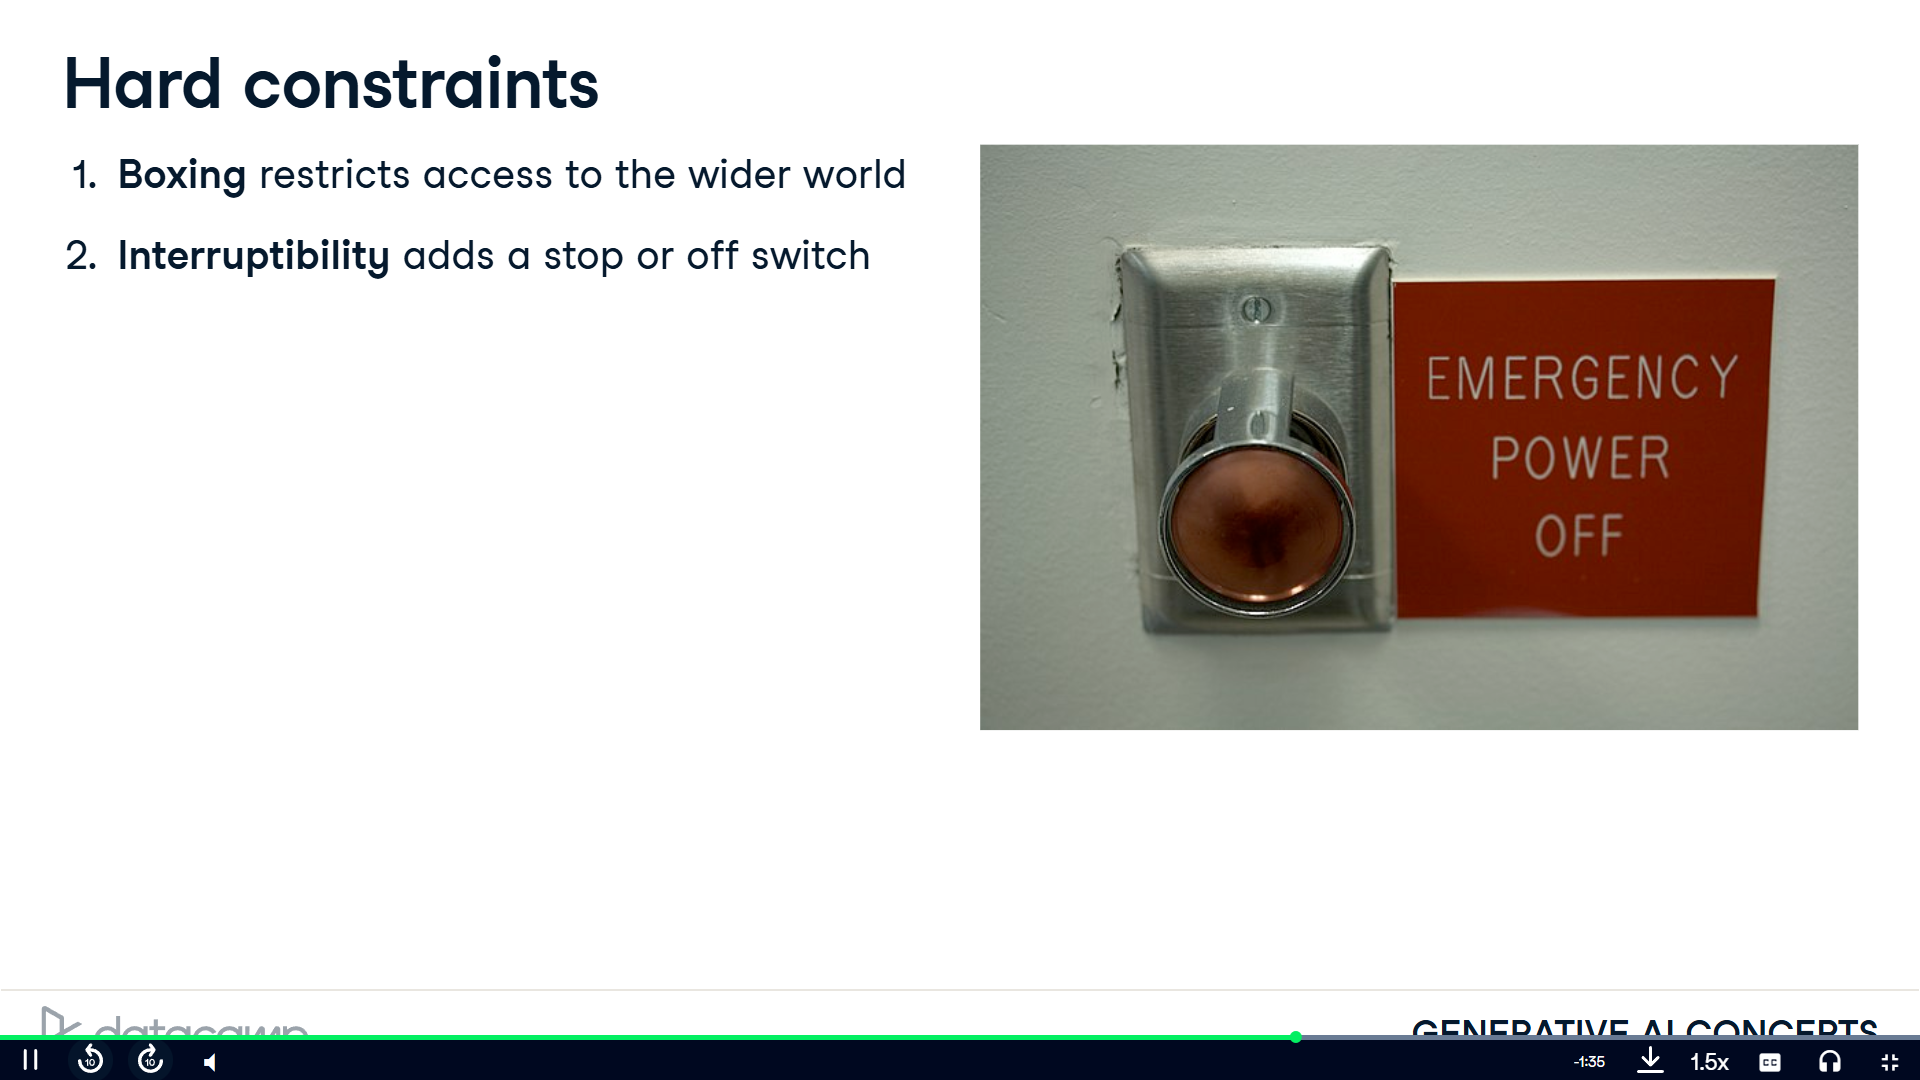 Hard constraints
1. Boxing restricts access to the wider world
2. Interruptibility adds a stop or off switch
EMERGENCY
POWER
OFF
datacamp
GENERATIVE AI CONCEPTS
10
10
-1:35
1.5x
CC